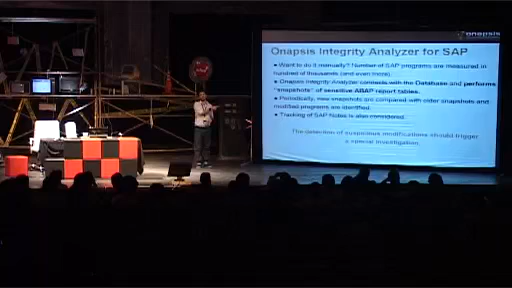 onapsis
Onapsis Integrity Analyzer for SAP
● Want to do it manually? Number of SAP programs are measured in
hundred of thousands (and even more).
● Onapsis Integrity Analyzer connects with the Database and performs
"snapshots" of sensitive ABAP report tables.
● Periodically, new snapshots are compared with older snapshots and
modified programs are identified.
● Tracking of SAP Notes is also considered.
The detection of suspicious modifications should trigger
a special investigation.